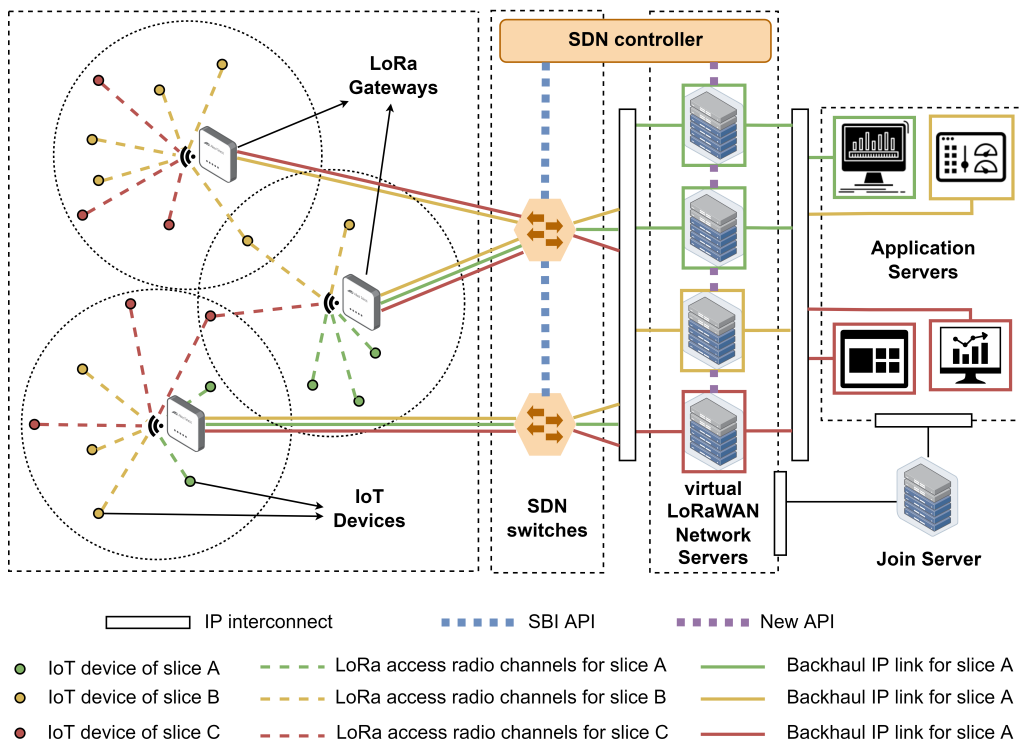 SDN controller
LoRa
Gateways
Application
Servers
IoT
Devices
SDN
switches
virtual
LoRaWAN
Network
Servers
Join Server
IP interconnect
SBI API
New API
IoT device of slice A
LoRa access radio channels for slice A
Backhaul IP link for slice A
IoT device of slice B
LoRa access radio channels for slice B
Backhaul IP link for slice A
IoT device of slice C
LoRa access radio channels for slice C
Backhaul IP link for slice A